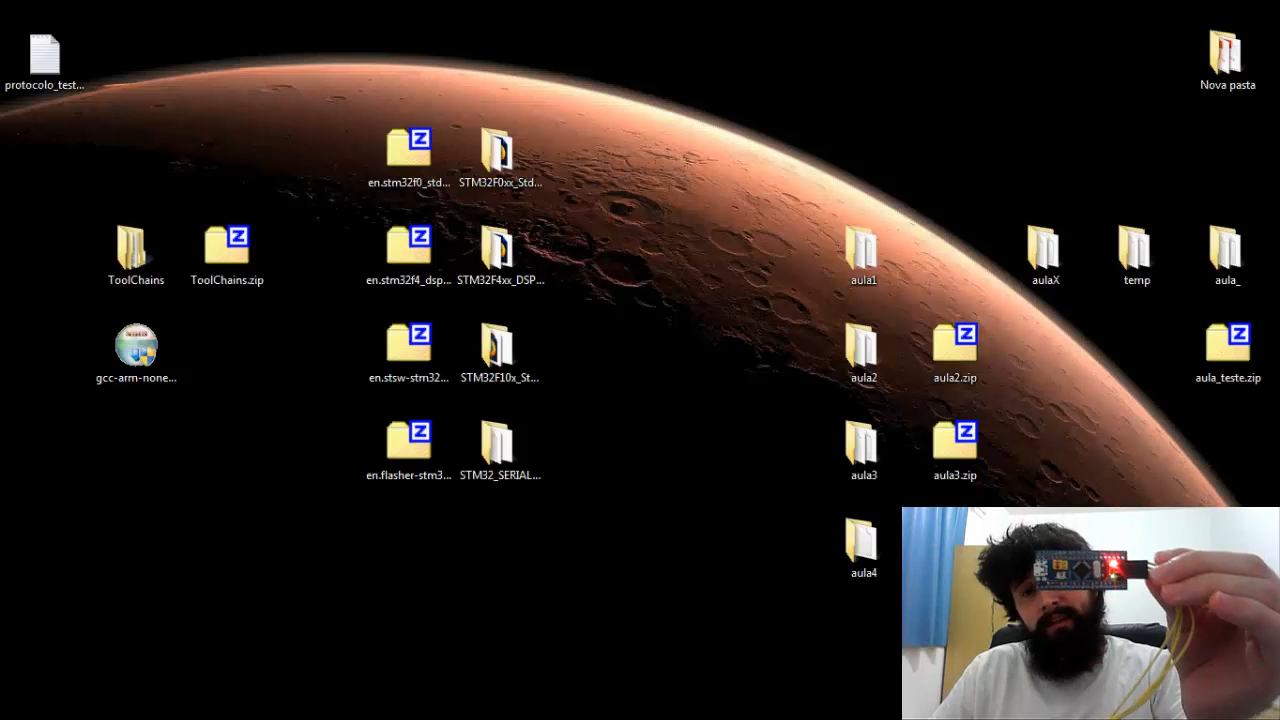 protocolo_test...
Nova pasta
en.stm32f0_std...
STM32F0xx_Std...
ToolChains
ToolChains.zip
en.stm32f4_dsp...
STM32F4xx_DSP...
aula1
aulaX
temp
aula_
gcc-arm-none...
en.stsw-stm32...
STM32F10x_St...
aula2
aula2.zip
aula_teste.zip
en.flasher-stm3...
STM32_SERIAL...
aula3
aula3.zip
aula4